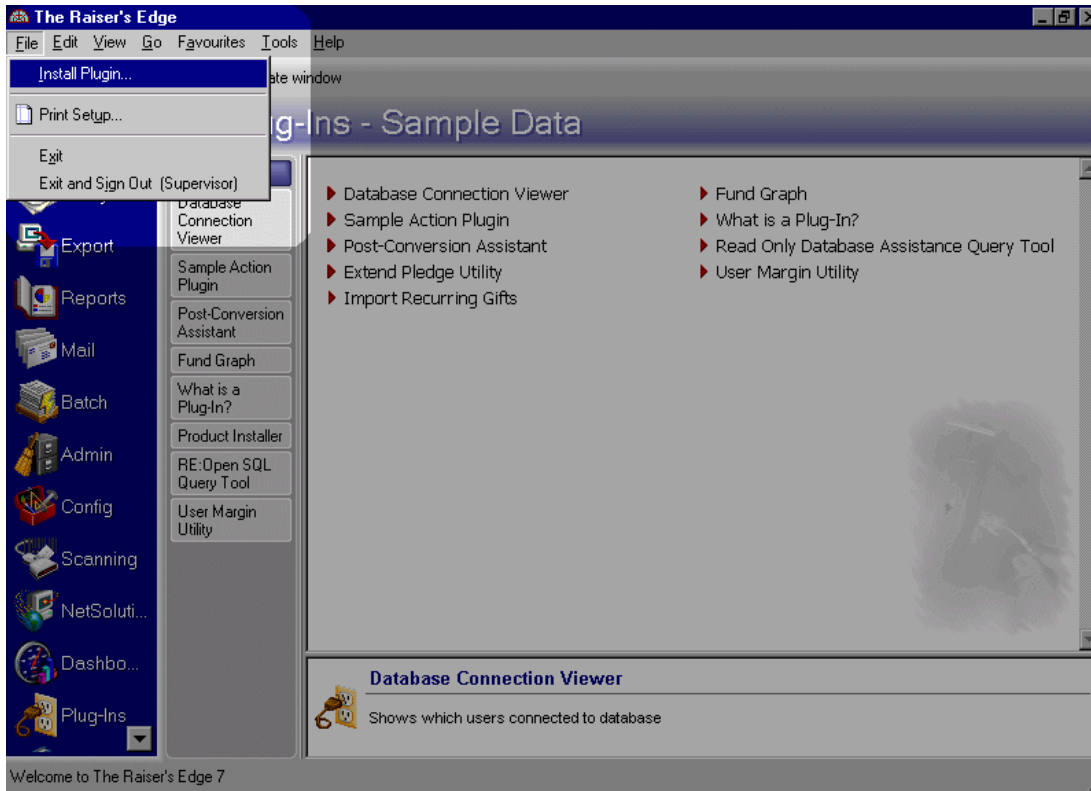 The Raiser's Edge
File Edit View Go Favourites Tools Help
Install Plugin...
Print Setup...
Exit
Exit and Sign Out (Supervisor)
ate window
g-Ins - Sample Data
Export
Reports
Mail
Batch
Admin
Config
Scanning
NetSoluti...
Dashbo...
Plug-Ins
Database
Connection
Viewer
Sample Action
Plugin
Post-Conversion
Assistant
Fund Graph
What is a
Plug-In?
Product Installer
RE:Open SQL
Query Tool
User Margin
Utility
Database Connection Viewer
Sample Action Plugin
Post-Conversion Assistant
Extend Pledge Utility
Import Recurring Gifts
Fund Graph
What is a Plug-In?
Read Only Database Assistance Query Tool
User Margin Utility
Database Connection Viewer
Shows which users connected to database
Welcome to The Raiser's Edge 7